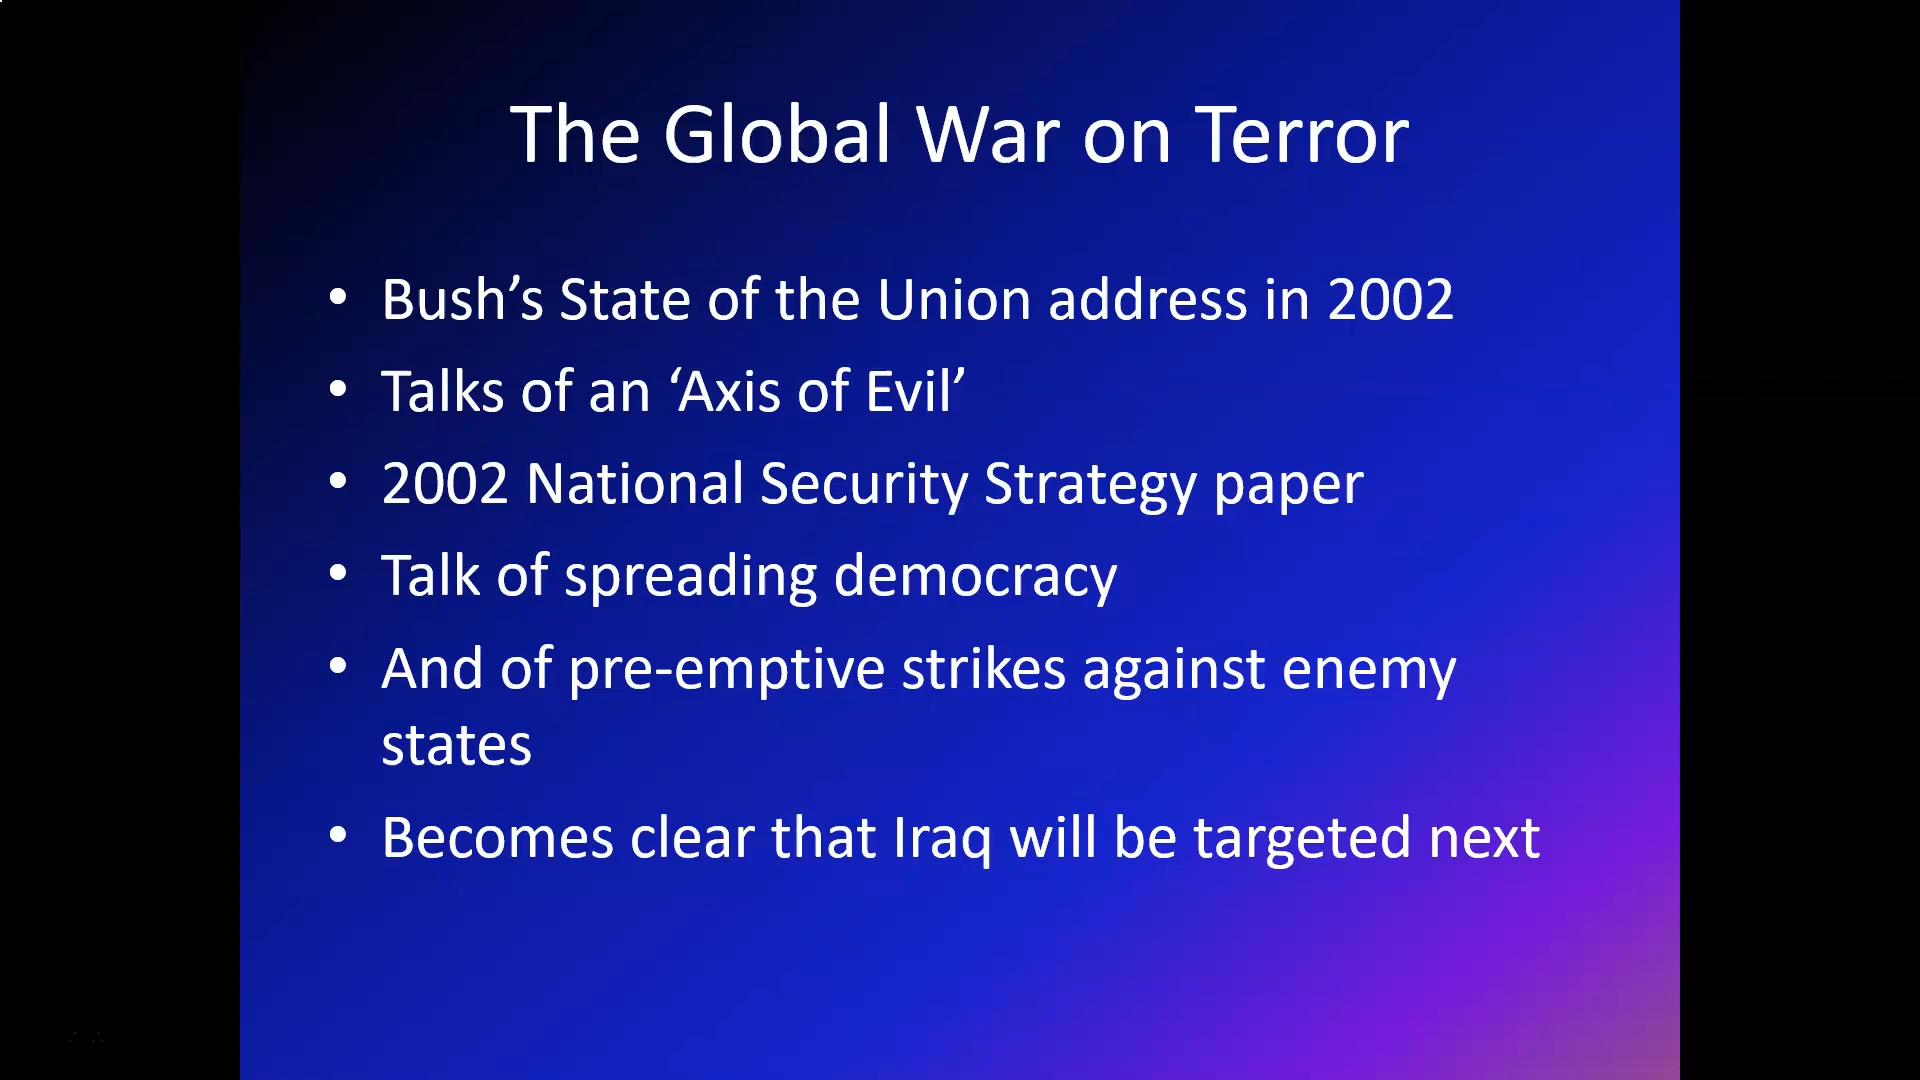 The Global War on Terror
• Bush’s State of the Union address in 2002
• Talks of an ‘Axis of Evil’
• 2002 National Security Strategy paper
• Talk of spreading democracy
• And of pre-emptive strikes against enemy
states
• Becomes clear that Iraq will be targeted next